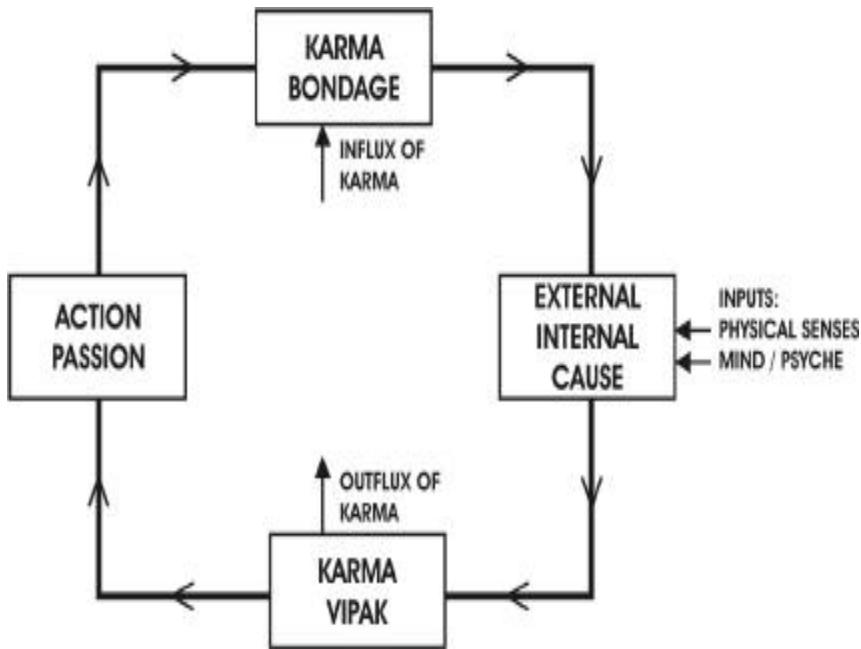 KARMA
BONDAGE
INFLUX OF
KARMA
ACTION
PASSION
EXTERNAL
INTERNAL
CAUSE
INPUTS:
PHYSICAL SENSES
MIND / PSYCHE
OUTFLUX OF
KARMA
KARMA
VIPAK